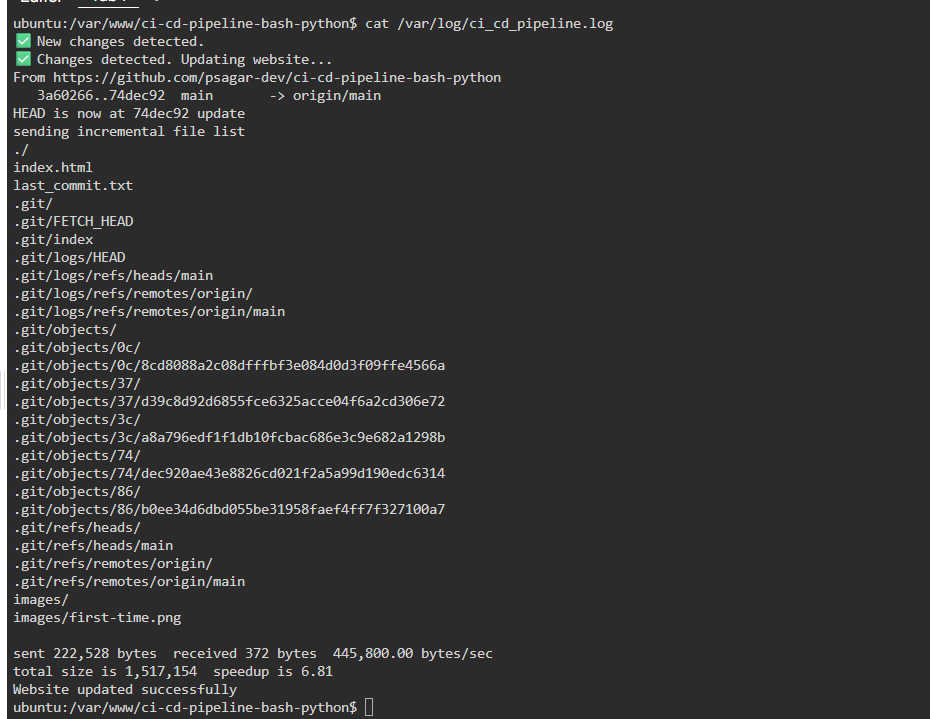 ubuntu:/var/www/ci-cd-pipeline-bash-python$ cat /var/log/ci_cd_pipeline.log
✅ New changes detected.
✅ Changes detected. Updating website...
From https://github.com/psagar-dev/ci-cd-pipeline-bash-python
   3a60266..74dec92  main       -> origin/main
HEAD is now at 74dec92 update
sending incremental file list
./
index.html
last_commit.txt
.git/
.git/FETCH_HEAD
.git/index
.git/logs/HEAD
.git/logs/refs/heads/main
.git/logs/refs/remotes/origin/
.git/logs/refs/remotes/origin/main
.git/objects/
.git/objects/0c/
.git/objects/0c/8cd8088a2c08dfffbf3e084d0d3f09ffe4566a
.git/objects/37/
.git/objects/37/d39c8d92d6855fce6325acce04f6a2cd306e72
.git/objects/3c/
.git/objects/3c/a8a796edf1f1db10fcbac686e3c9e682a1298b
.git/objects/74/
.git/objects/74/dec920ae43e8826cd021f2a5a99d190edc6314
.git/objects/86/
.git/objects/86/b0ee34d6dbd055be31958faef4ff7f327100a7
.git/refs/heads/
.git/refs/heads/main
.git/refs/remotes/origin/
.git/refs/remotes/origin/main
images/
images/first-time.png

sent 222,528 bytes  received 372 bytes  445,800.00 bytes/sec
total size is 1,517,154  speedup is 6.81
Website updated successfully
ubuntu:/var/www/ci-cd-pipeline-bash-python$